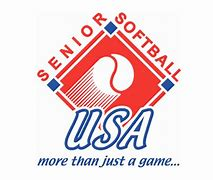 SENIOR SOFTBALL
USA
more than just a game...